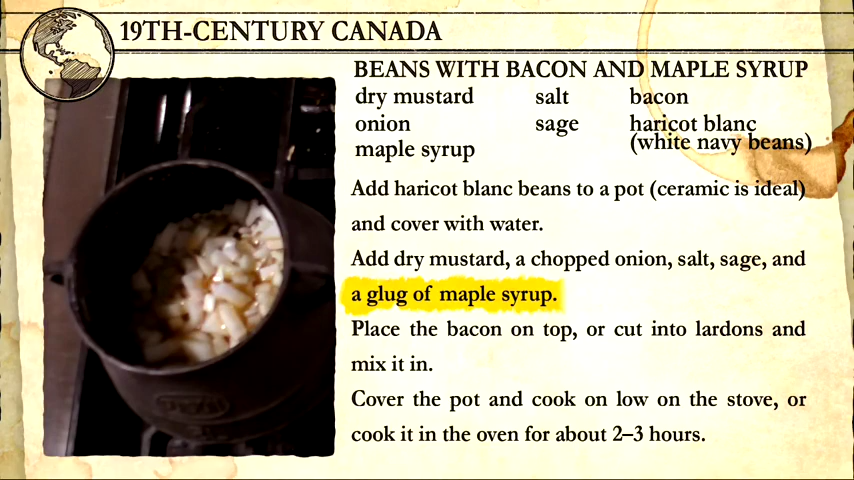 19TH-CENTURY CANADA
BEANS WITH BACON AND MAPLE SYRUP
dry mustard salt bacon
onion sage haricot blanc
maple syrup (white navy beans)
Add haricot blanc beans to a pot (ceramic is ideal)
and cover with water.
Add dry mustard, a chopped onion, salt, sage, and
a glug of maple syrup.
Place the bacon on top, or cut into lardons and
mix it in.
Cover the pot and cook on low on the stove, or
cook it in the oven for about 2–3 hours.